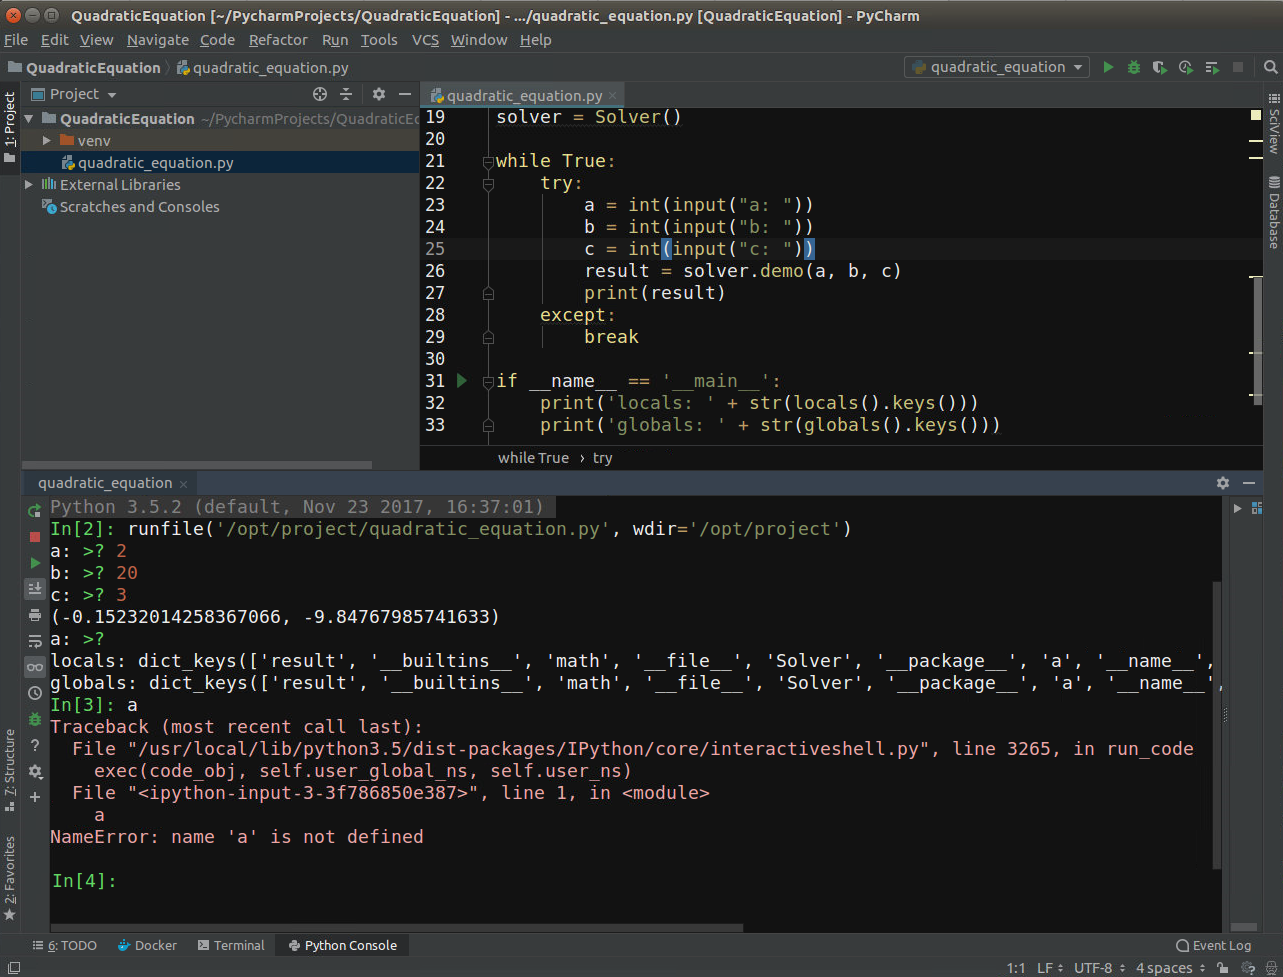 QuadraticEquation [~/PycharmProjects/QuadraticEquation] - .../quadratic_equation.py [QuadraticEquation] - PyCharm
File Edit View Navigate Code Refactor Run Tools VCS Window Help
QuadraticEquation quadratic_equation.py
quadratic_equation
1: Project
Project
QuadraticEquation ~/PycharmProjects/QuadraticEc
venv
quadratic_equation.py
External Libraries
Scratches and Consoles
quadratic_equation.py
19 solver = Solver()
20
21 while True:
22 try:
23 a = int(input("a: "))
24 b = int(input("b: "))
25 c = int(input("c: "))
26 result = solver.demo(a, b, c)
27 print(result)
28 except:
29 break
30
31 if __name__ == '__main__':
32 print('locals: ' + str(locals().keys()))
33 print('globals: ' + str(globals().keys()))
while True › try
SciView
Database
quadratic_equation
Python 3.5.2 (default, Nov 23 2017, 16:37:01)
In[2]: runfile('/opt/project/quadratic_equation.py', wdir='/opt/project')
a: >? 2
b: >? 20
c: >? 3
(-0.15232014258367066, -9.84767985741633)
a: >?
locals: dict_keys(['result', '__builtins__', 'math', '__file__', 'Solver', '__package__', 'a', '__name__',
globals: dict_keys(['result', '__builtins__', 'math', '__file__', 'Solver', '__package__', 'a', '__name__',
In[3]: a
Traceback (most recent call last):
File "/usr/local/lib/python3.5/dist-packages/IPython/core/interactiveshell.py", line 3265, in run_code
exec(code_obj, self.user_global_ns, self.user_ns)
File "<ipython-input-3-3f786850e387>", line 1, in <module>
a
NameError: name 'a' is not defined
In[4]:
7: Structure
2: Favorites
6: TODO Docker Terminal Python Console Event Log
1:1 LF UTF-8 4 spaces